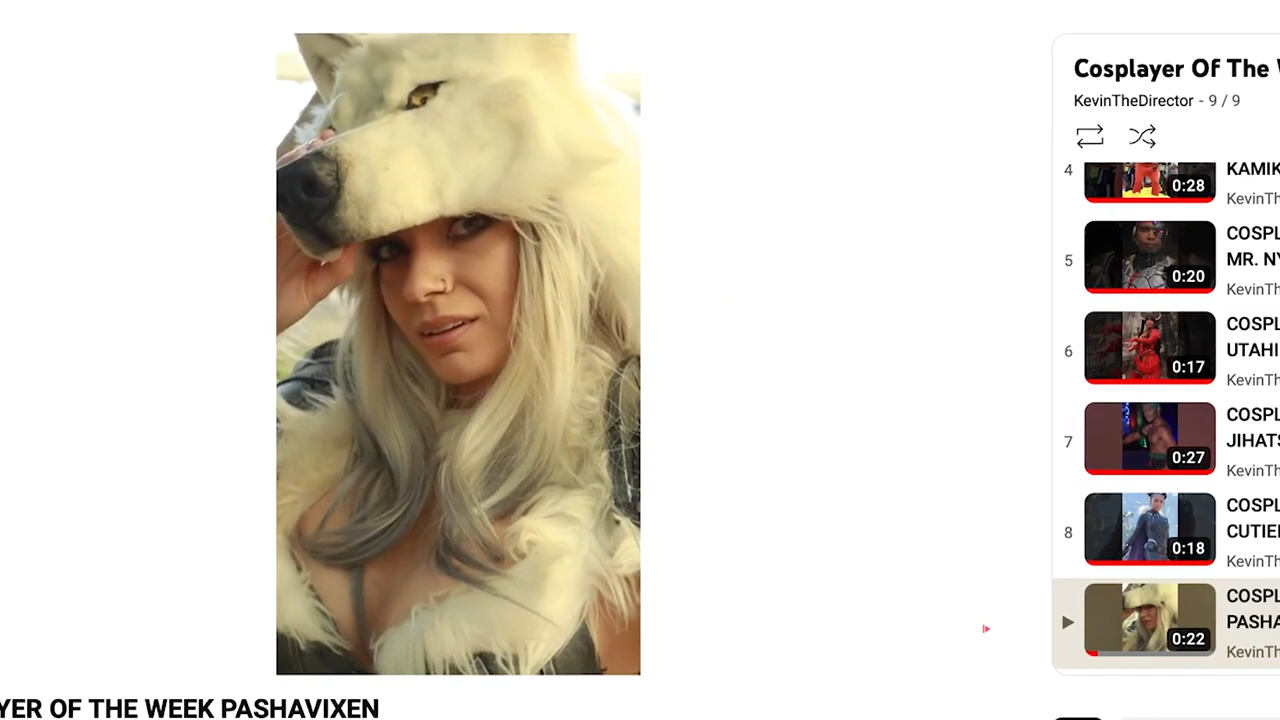 Cosplayer Of The
KevinTheDirector - 9 / 9
4
0:28
KAMIK
KevinTh
5
0:20
COSPL
MR. NY
KevinTh
6
0:17
COSPL
UTAHI
KevinTh
7
0:27
COSPL
JIHATS
KevinTh
8
0:18
COSPL
CUTIE
KevinTh
0:22
COSPL
PASHA
KevinTh
YER OF THE WEEK PASHAVIXEN